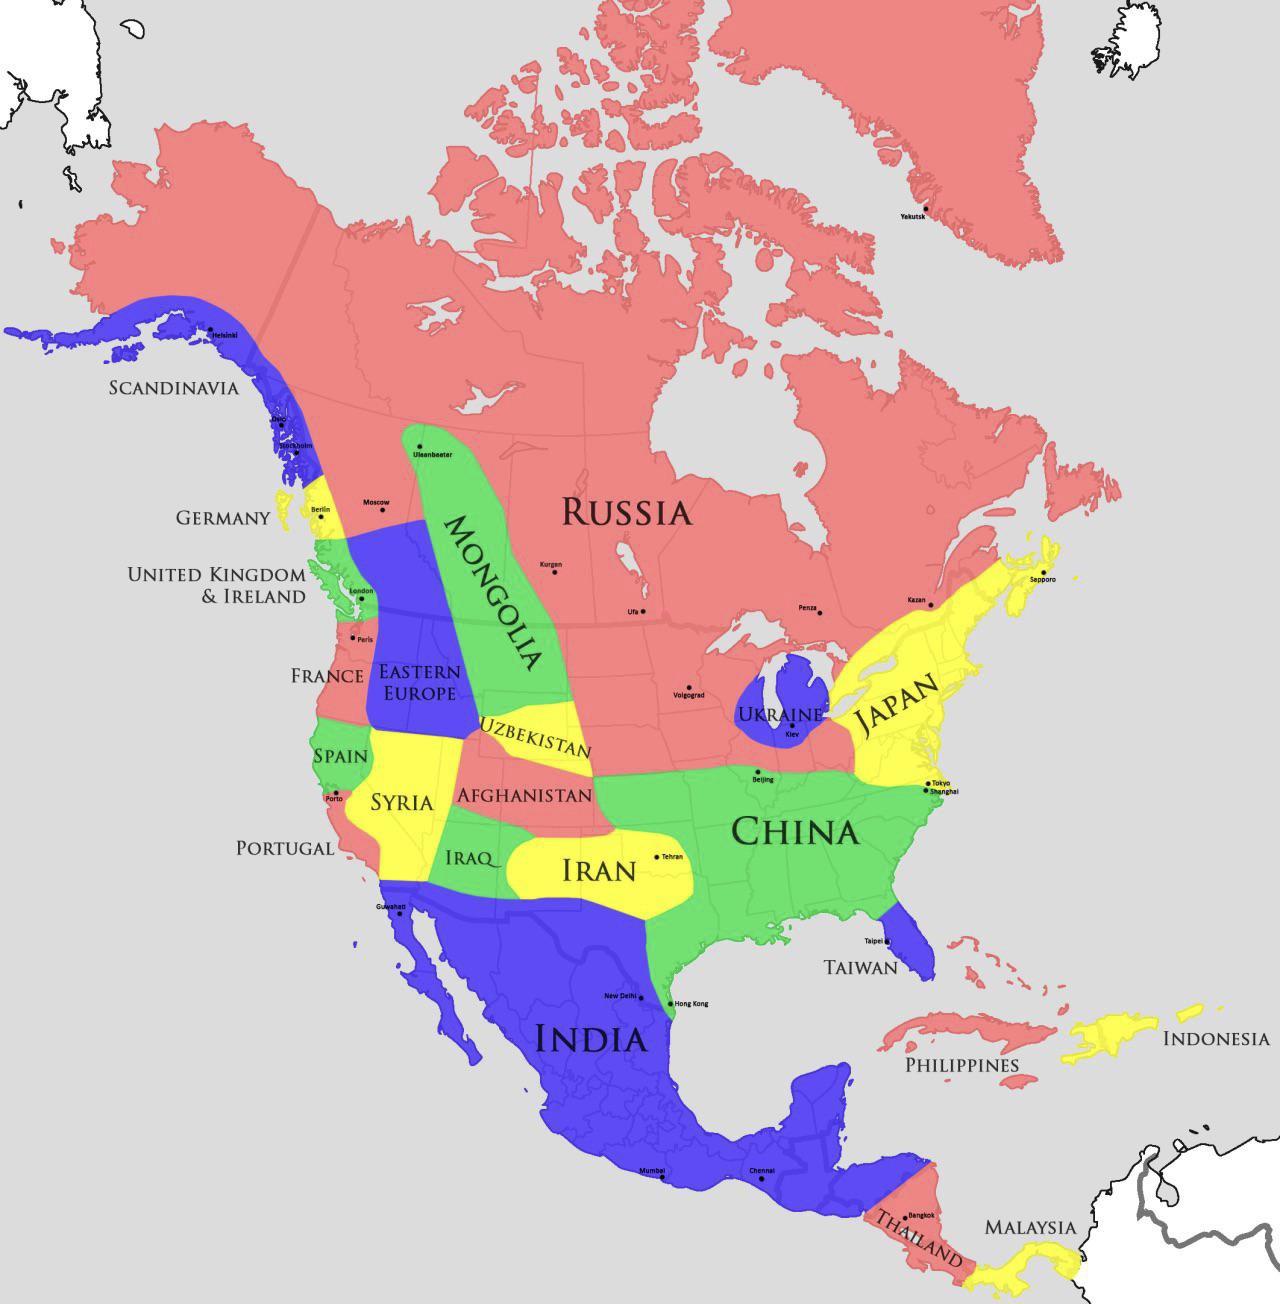 Yakutsk
Helsinki
SCANDINAVIA
Oslo
Stockholm
Ulaanbaatar
GERMANY
Berlin
Moscow
RUSSIA
MONGOLIA
UNITED KINGDOM
& IRELAND
London
Kurgan
Ufa
Penza
Kazan
Sapporo
Paris
FRANCE
EASTERN
EUROPE
Volgograd
UKRAINE
Kiev
JAPAN
SPAIN
UZBEKISTAN
Porto
SYRIA
AFGHANISTAN
Beijing
Tokyo
Shanghai
CHINA
PORTUGAL
IRAQ
IRAN
Tehran
Guwahati
Taipei
TAIWAN
New Delhi
Hong Kong
INDIA
PHILIPPINES
INDONESIA
Mumbai
Chennai
Bangkok
THAILAND
MALAYSIA